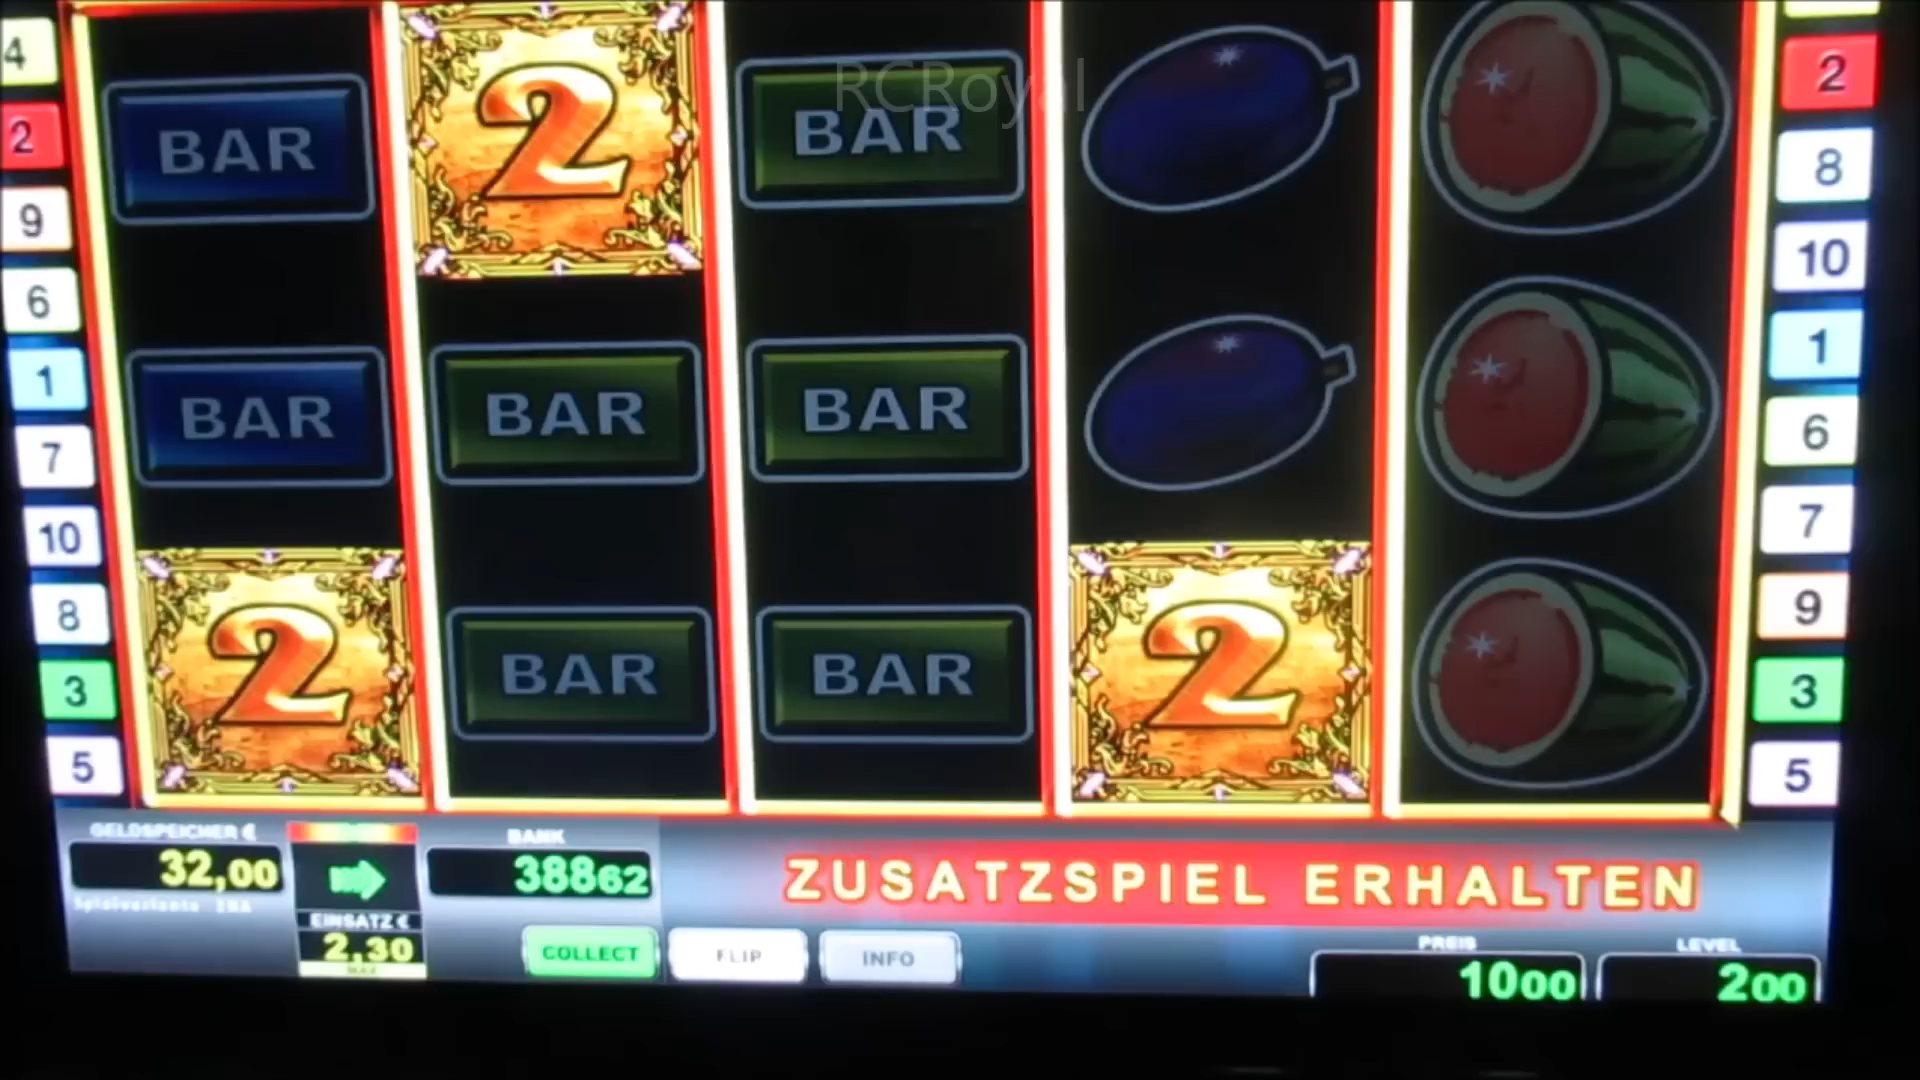 RCRoyal
4
2
9
6
1
7
10
8
3
5
BAR
2
BAR
BAR
BAR
BAR
2
BAR
BAR
2
2
8
10
1
6
7
9
3
5
GELDSPEICHER €
32,00
BANK
38862
ZUSATZSPIEL ERHALTEN
EINSATZ €
2,30
MAX
COLLECT
FLIP
INFO
PREIS
1000
LEVEL
200